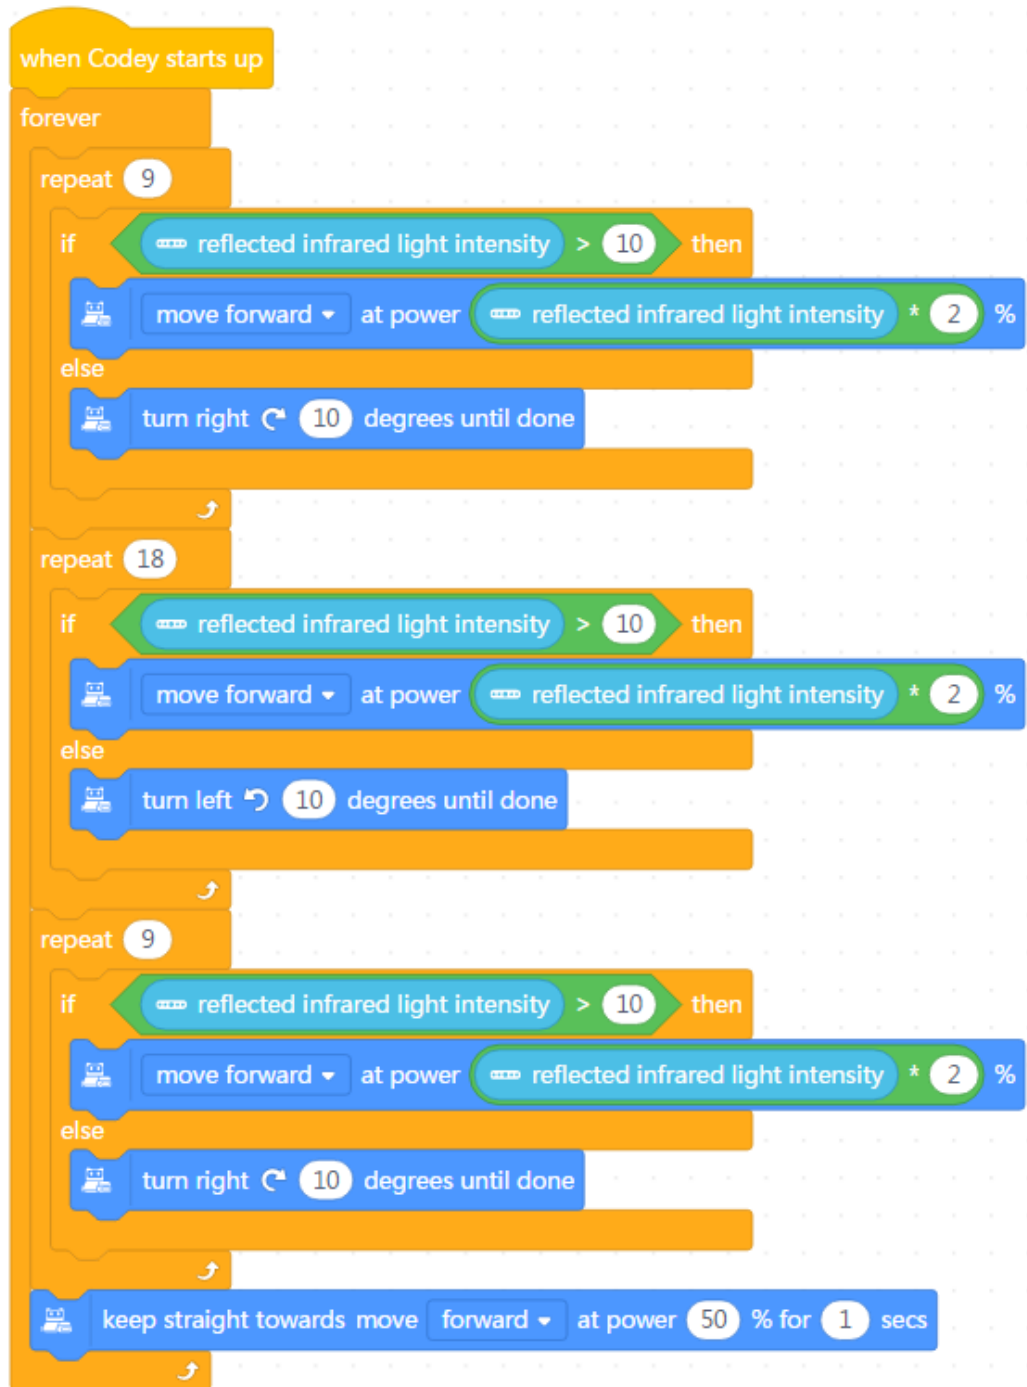 when Codey starts up
forever
repeat 9
if reflected infrared light intensity > 10 then
move forward at power reflected infrared light intensity * 2 %
else
turn right 10 degrees until done
repeat 18
if reflected infrared light intensity > 10 then
move forward at power reflected infrared light intensity * 2 %
else
turn left 10 degrees until done
repeat 9
if reflected infrared light intensity > 10 then
move forward at power reflected infrared light intensity * 2 %
else
turn right 10 degrees until done
keep straight towards move forward at power 50 % for 1 secs